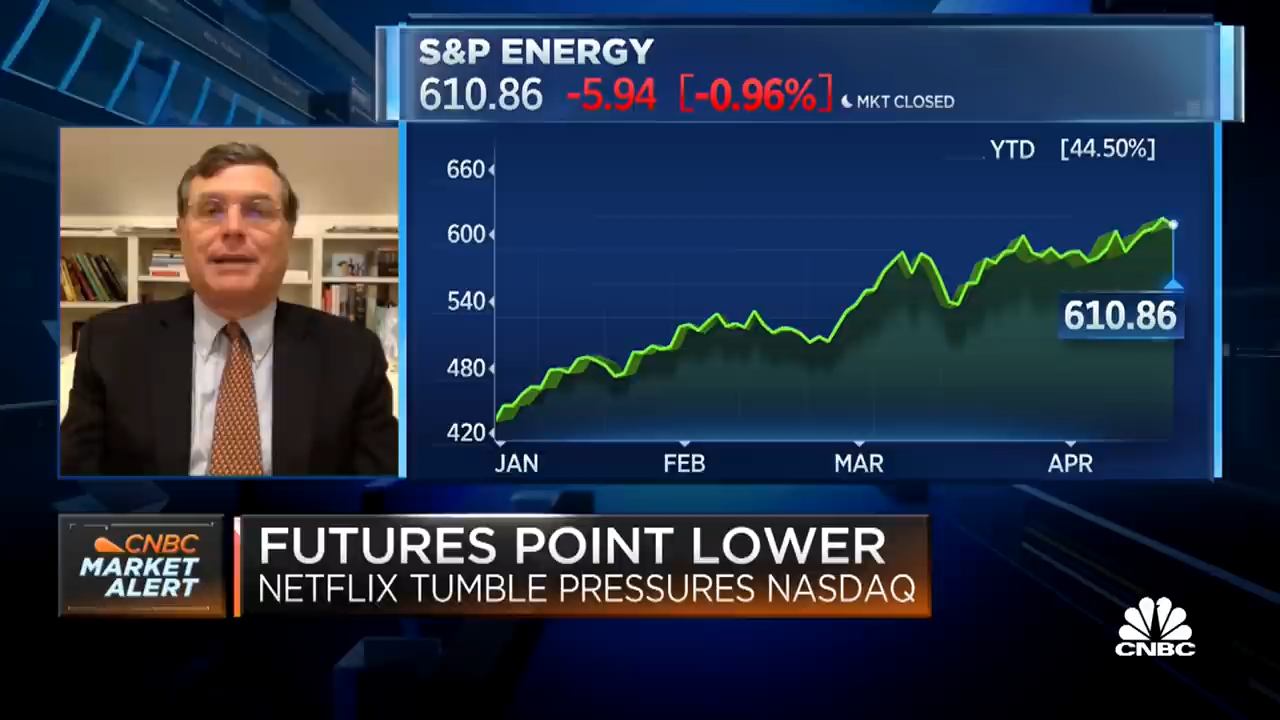 S&P ENERGY
610.86 -5.94 [-0.96%] MKT CLOSED
YTD [44.50%]
660
600
540
480
420
610.86
JAN FEB MAR APR
CNBC
MARKET
ALERT
FUTURES POINT LOWER
NETFLIX TUMBLE PRESSURES NASDAQ
CNBC